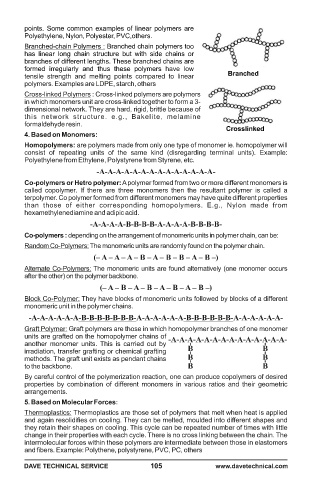 points. Some common examples of linear polymers are
Polyethylene, Nylon, Polyester, PVC,others.
Branched-chain Polymers : Branched chain polymers too
has linear long chain structure but with side chains or
branches of different lengths. These branched chains are
formed irregularly and thus these polymers have low
tensile strength and melting points compared to linear
polymers. Examples are LDPE, starch, others
Branched
Cross-linked Polymers : Cross-linked polymers are polymers
in which monomers unit are cross-linked together to form a 3-
dimensional network. They are hard, rigid, brittle because of
this network structure. e.g., Bakelite, melamine
formaldehyde resin.
Crosslinked
4. Based on Monomers:
Homopolymers: are polymers made from only one type of monomer ie. homopolymer will
consist of repeating units of the same kind (disregarding terminal units). Example:
Polyethylene from Ethylene, Polystyrene from Styrene, etc.
-A-A-A-A-A-A-A-A-A-A-A-A-A-A-
Co-polymers or Hetro polymer: A polymer formed from two or more different monomers is
called copolymer. If there are three monomers then the resultant polymer is called a
terpolymer. Co polymer formed from different monomers may have quite different properties
than those of either corresponding homopolymers. E.g., Nylon made from
hexamethylenediamine and adipic acid.
-A-A-A-A-B-B-B-B-A-A-A-A-B-B-B-B-
Co-polymers : depending on the arrangement of monomeric units in polymer chain, can be:
Random Co-Polymers: The monomeric units are randomly found on the polymer chain.
(– A – A – A – B – A – B – B – A – B –)
Alternate Co-Polymers: The monomeric units are found alternatively (one monomer occurs
after the other) on the polymer backbone.
(– A – B – A – B – A – B – A – B –)
Block Co-Polymer: They have blocks of monomeric units followed by blocks of a different
monomeric unit in the polymer chains.
-A-A-A-A-A-A-B-B-B-B-B-B-B-A-A-A-A-A-A-B-B-B-B-B-B-A-A-A-A-A-A-
Graft Polymer: Graft polymers are those in which homopolymer branches of one monomer
units are grafted on the homopolymer chains of
another monomer units. This is carried out by
irradiation, transfer grafting or chemical grafting
methods. The graft unit exists as pendant chains
to the backbone.
-A-A-A-A-A-A-A-A-A-A-A-A-A-A-
B B
B B
B B
By careful control of the polymerization reaction, one can produce copolymers of desired
properties by combination of different monomers in various ratios and their geometric
arrangements.
5. Based on Molecular Forces:
Thermoplastics: Thermoplastics are those set of polymers that melt when heat is applied
and again resolidifies on cooling. They can be melted, moulded into different shapes and
they retain their shapes on cooling. This cycle can be repeated number of times with little
change in their properties with each cycle. There is no cross linking between the chain. The
intermolecular forces within these polymers are intermediate between those in elastomers
and fibers. Example: Polythene, polystyrene, PVC, PC, others
DAVE TECHNICAL SERVICE 105 www.davetechnical.com